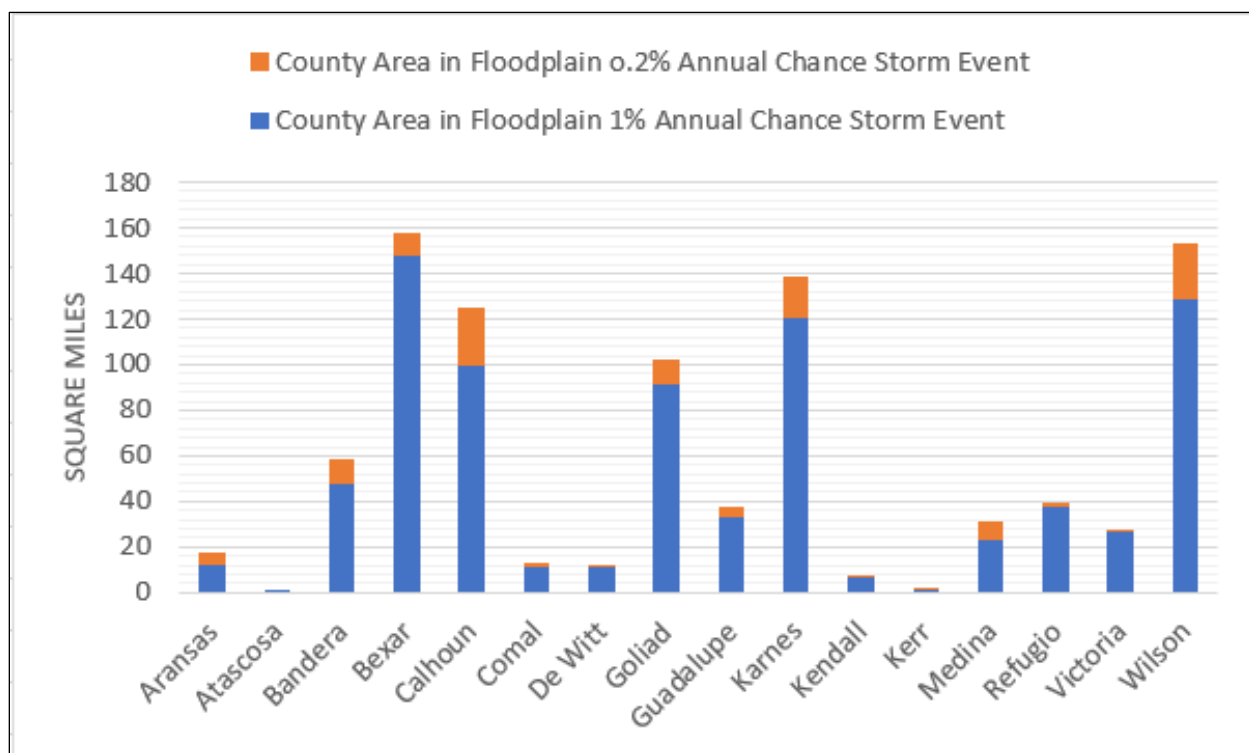 County Area in Floodplain o.2% Annual Chance Storm Event
County Area in Floodplain 1% Annual Chance Storm Event
180
160
140
120
100
80
60
40
20
0
SQUARE MILES
Aransas
Atascosa
Bandera
Bexar
Calhoun
Comal
De Witt
Goliad
Guadalupe
Karnes
Kendall
Kerr
Medina
Refugio
Victoria
Wilson